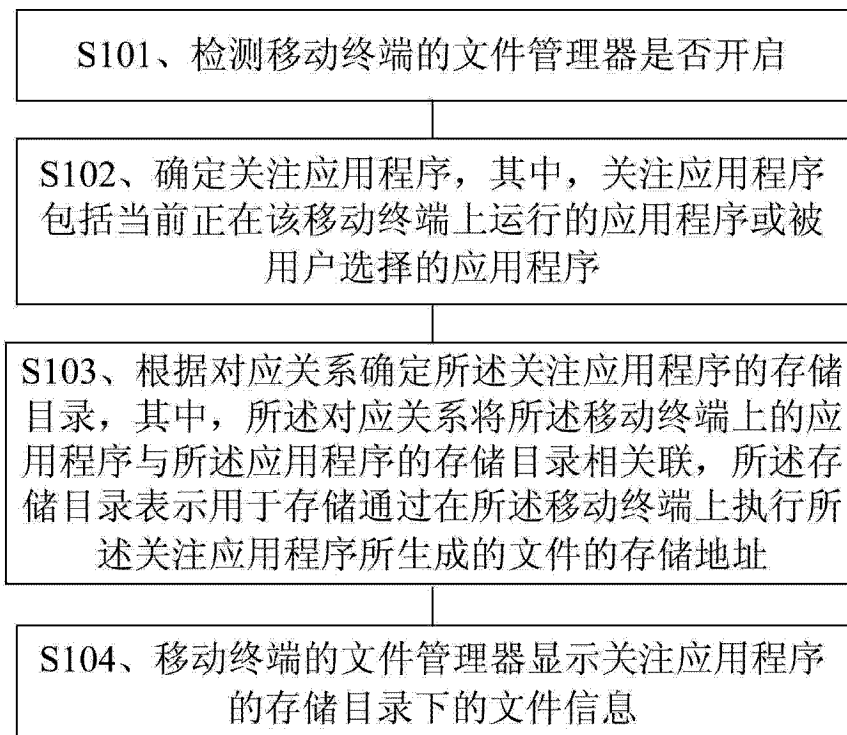 S101、检测移动终端的文件管理器是否开启
S102、确定关注应用程序，其中，关注应用程序
包括当前正在该移动终端上运行的应用程序或被
用户选择的应用程序
S103、根据对应关系确定所述关注应用程序的存储
目录，其中，所述对应关系将所述移动终端上的应
用程序与所述应用程序的存储目录相关联，所述存
储目录表示用于存储通过在所述移动终端上执行所
述关注应用程序所生成的文件的存储地址
S104、移动终端的文件管理器显示关注应用程序
的存储目录下的文件信息